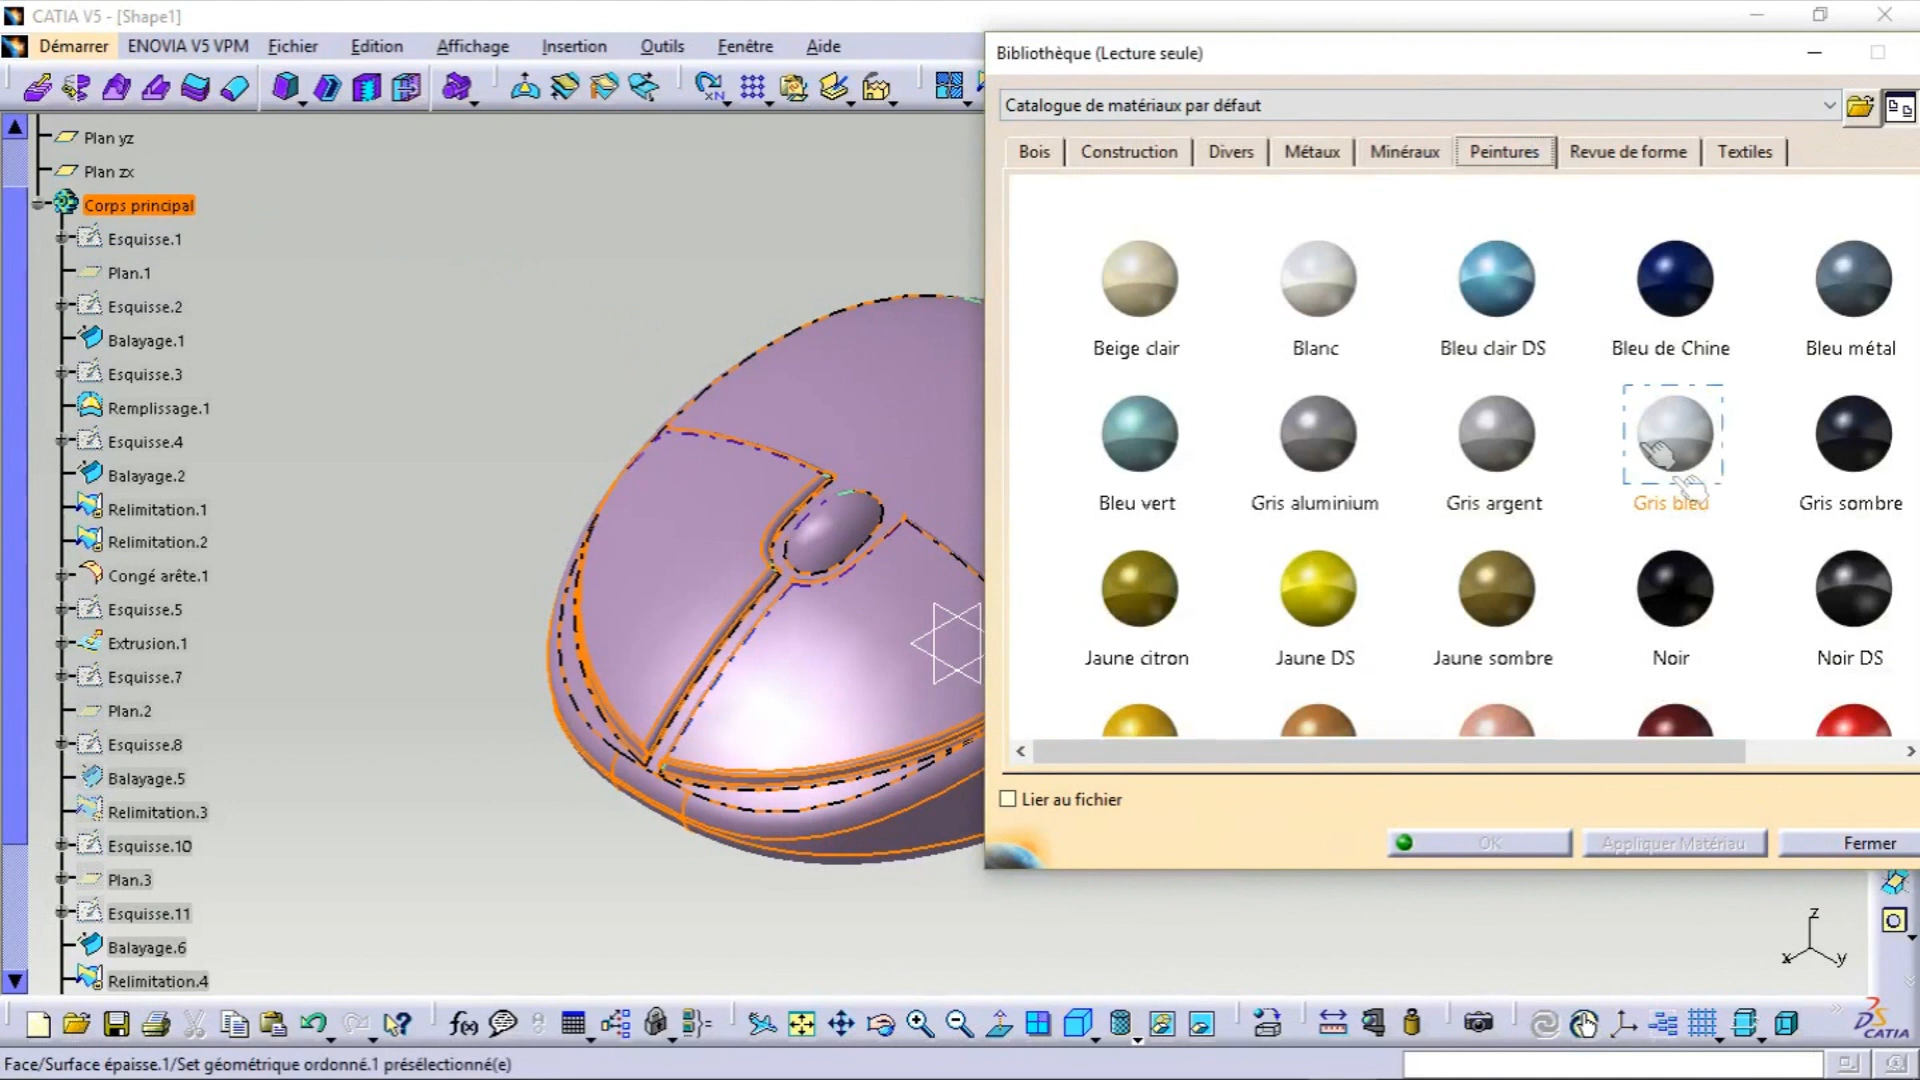 CATIA V5 - [Shape1]
Démarrer ENOVIA V5 VPM Fichier Edition Affichage Insertion Outils Fenêtre Aide
Plan yz
Plan zx
Corps principal
Esquisse.1
Plan.1
Esquisse.2
Balayage.1
Esquisse.3
Remplissage.1
Esquisse.4
Balayage.2
Relimitation.1
Relimitation.2
Congé arête.1
Esquisse.5
Extrusion.1
Esquisse.7
Plan.2
Esquisse.8
Balayage.5
Relimitation.3
Esquisse.10
Plan.3
Esquisse.11
Balayage.6
Relimitation.4
Bibliothèque (Lecture seule)
Catalogue de matériaux par défaut
Bois Construction Divers Métaux Minéraux Peintures Revue de forme Textiles
Beige clair Blanc Bleu clair DS Bleu de Chine Bleu métal
Bleu vert Gris aluminium Gris argent Gris bleu Gris sombre
Jaune citron Jaune DS Jaune sombre Noir Noir DS
Lier au fichier
OK Appliquer Matériau Fermer
z
x y
f(x)
DS CATIA
Face/Surface épaisse.1/Set géométrique ordonné.1 présélectionné(e)